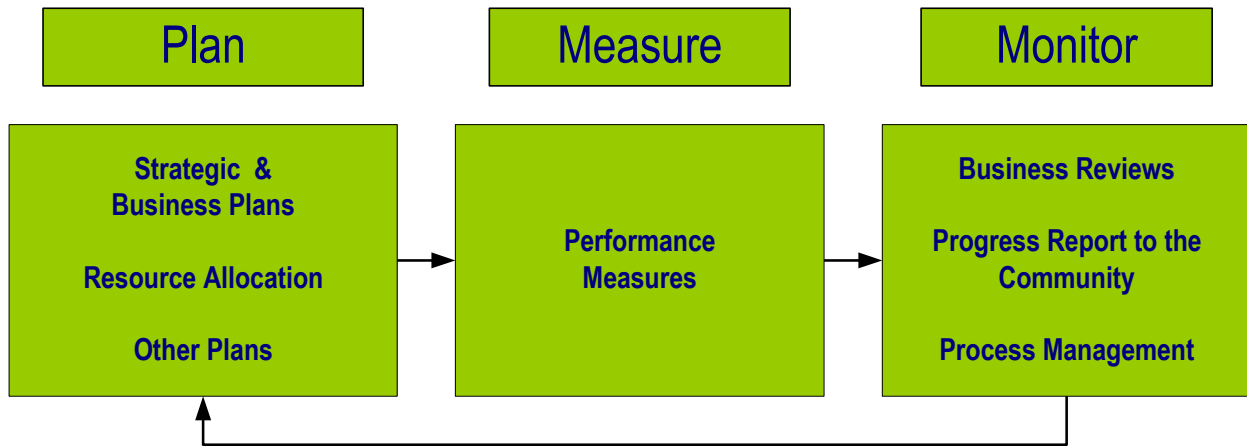 Plan
Measure
Monitor
Strategic &
Business Plans
Resource Allocation
Other Plans
Performance
Measures
Business Reviews
Progress Report to the
Community
Process Management